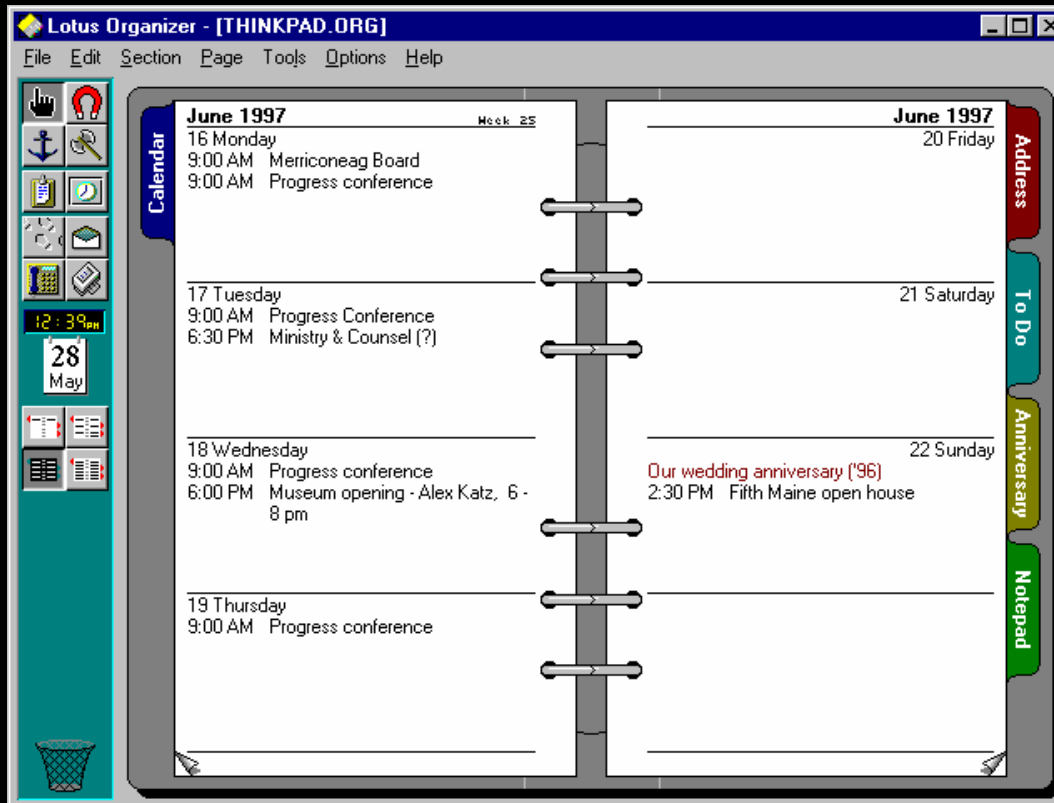 Lotus Organizer - [THINKPAD.ORG]
File Edit Section Page Tools Options Help
12:39PM
28
May
Calendar
June 1997 Week 25
16 Monday
9:00 AM Merriconeag Board
9:00 AM Progress conference
17 Tuesday
9:00 AM Progress Conference
6:30 PM Ministry & Counsel (?)
18 Wednesday
9:00 AM Progress conference
6:00 PM Museum opening - Alex Katz, 6 -
8 pm
19 Thursday
9:00 AM Progress conference
June 1997
20 Friday
21 Saturday
22 Sunday
Our wedding anniversary ('96)
2:30 PM Fifth Maine open house
Address
To Do
Anniversary
Notepad